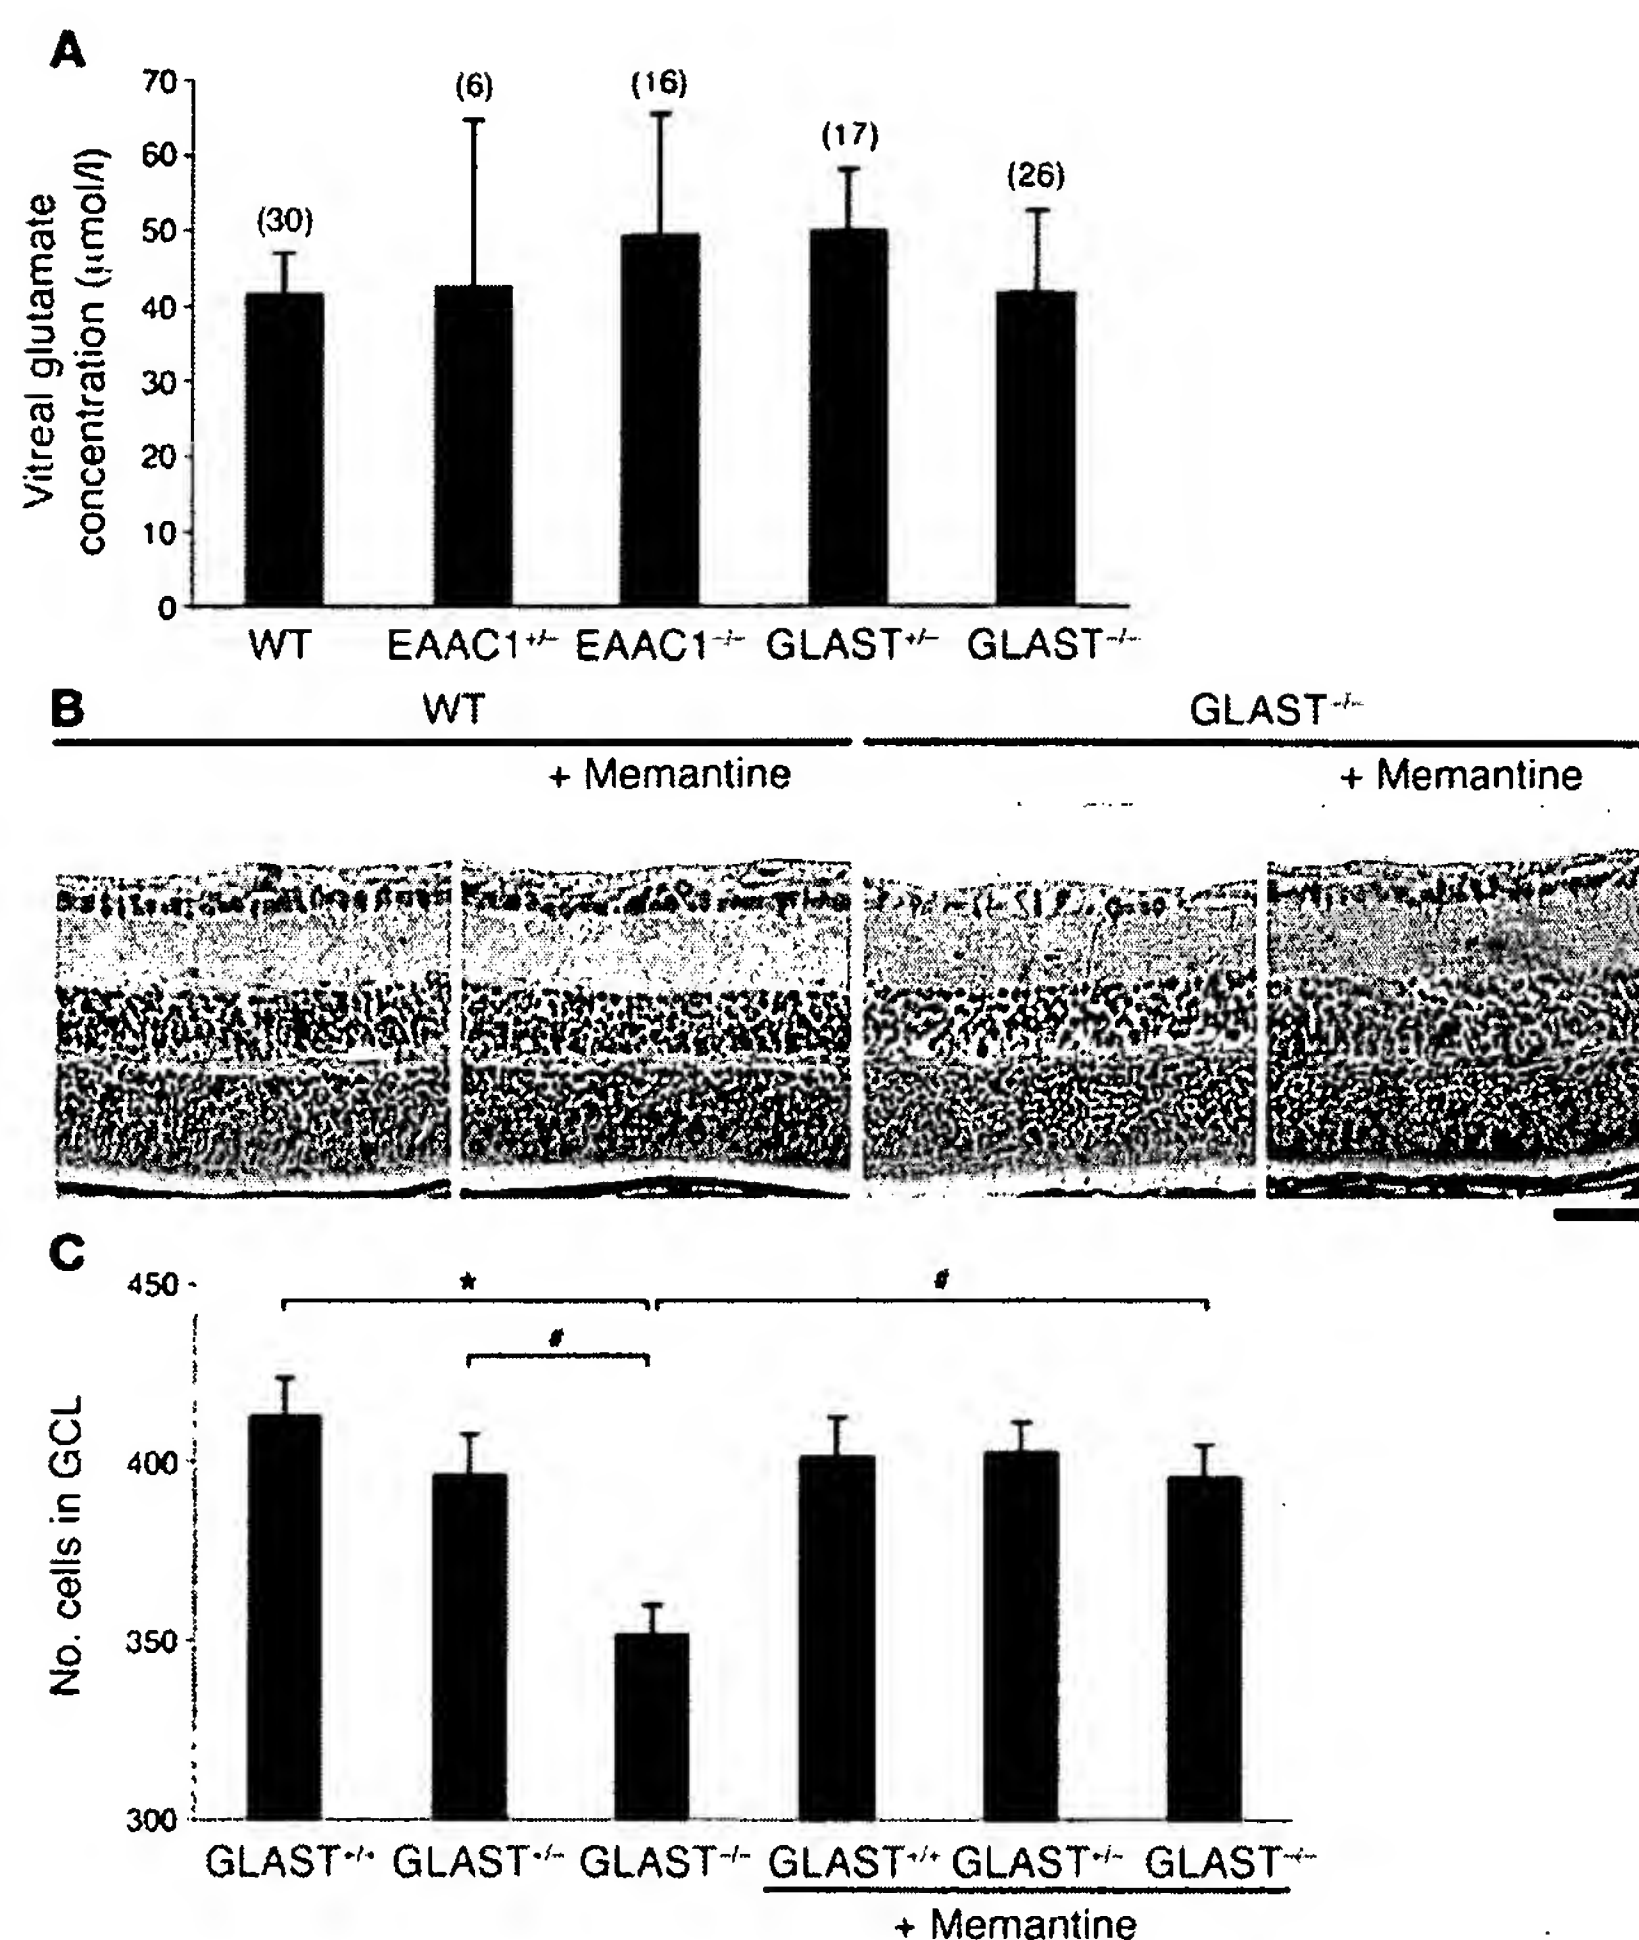 A
70
60
50
40
30
20
10
0
Vitreal glutamate
concentration (μmol/l)
(30)
(6)
(16)
(17)
(26)
WT EAAC1+/− EAAC1−/− GLAST+/− GLAST−/−
B
WT GLAST−/−
+ Memantine + Memantine
C
450
400
350
300
No. cells in GCL
* #
#
GLAST+/+ GLAST+/− GLAST−/− GLAST+/+ GLAST+/− GLAST−/−
+ Memantine